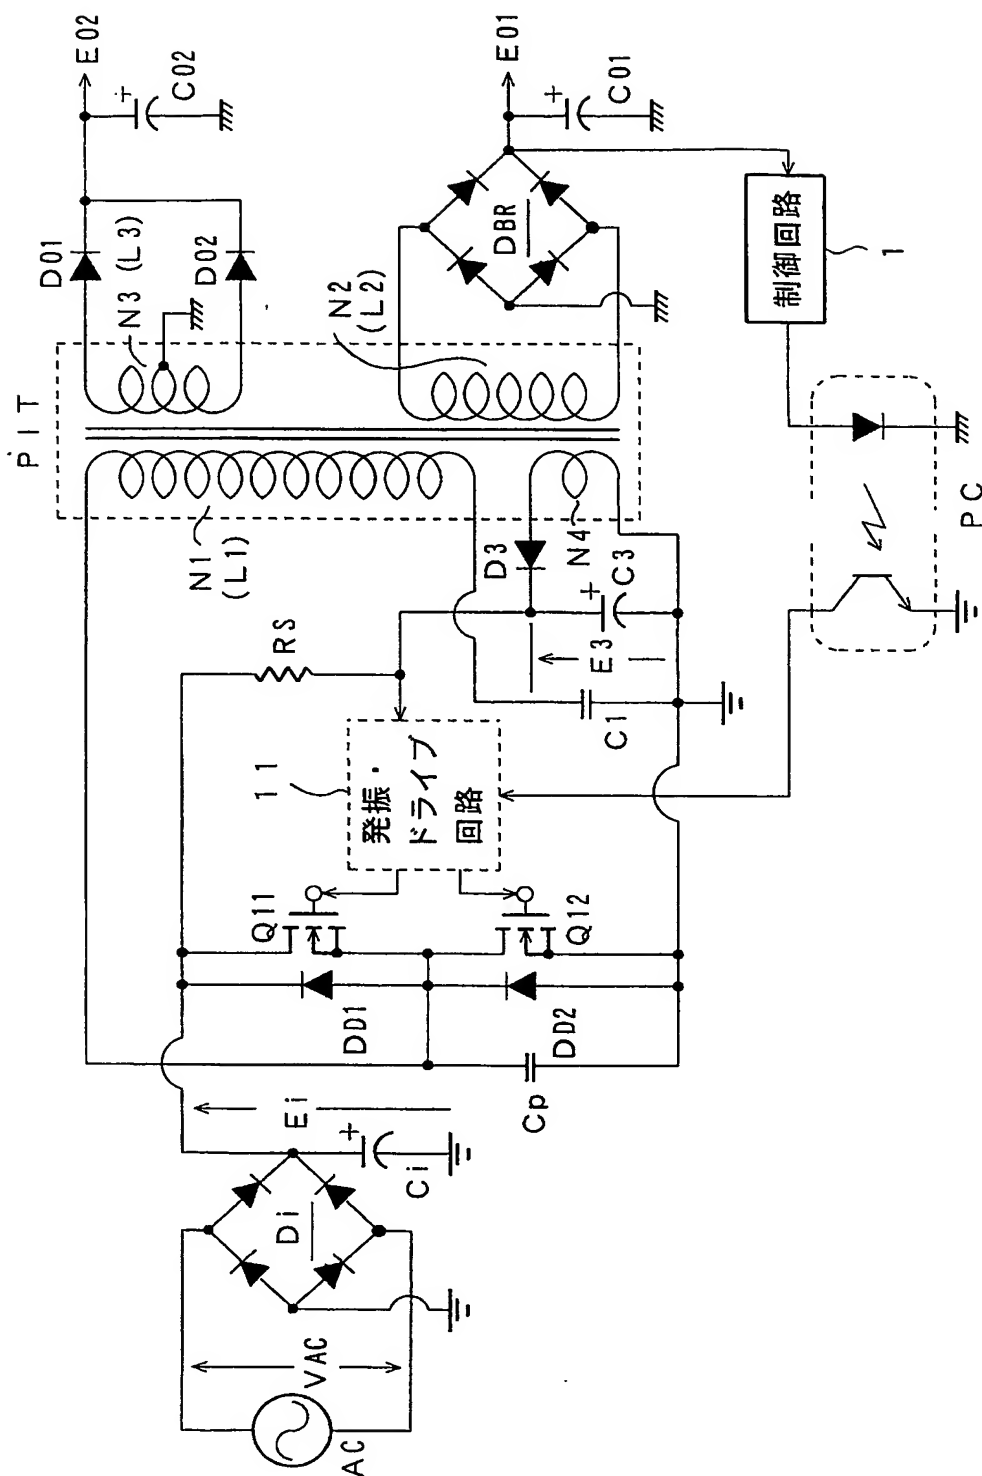 AC
VAC
Di
Ci
Ei
Cp
DD1
DD2
Q11
Q12
11
発振・
ドライブ
回路
RS
C1
E3
C3
D3
N4
N1
(L1)
PIT
N3 (L3)
D01
D02
E02
C02
N2
(L2)
DBR
E01
C01
制御回路
1
PC